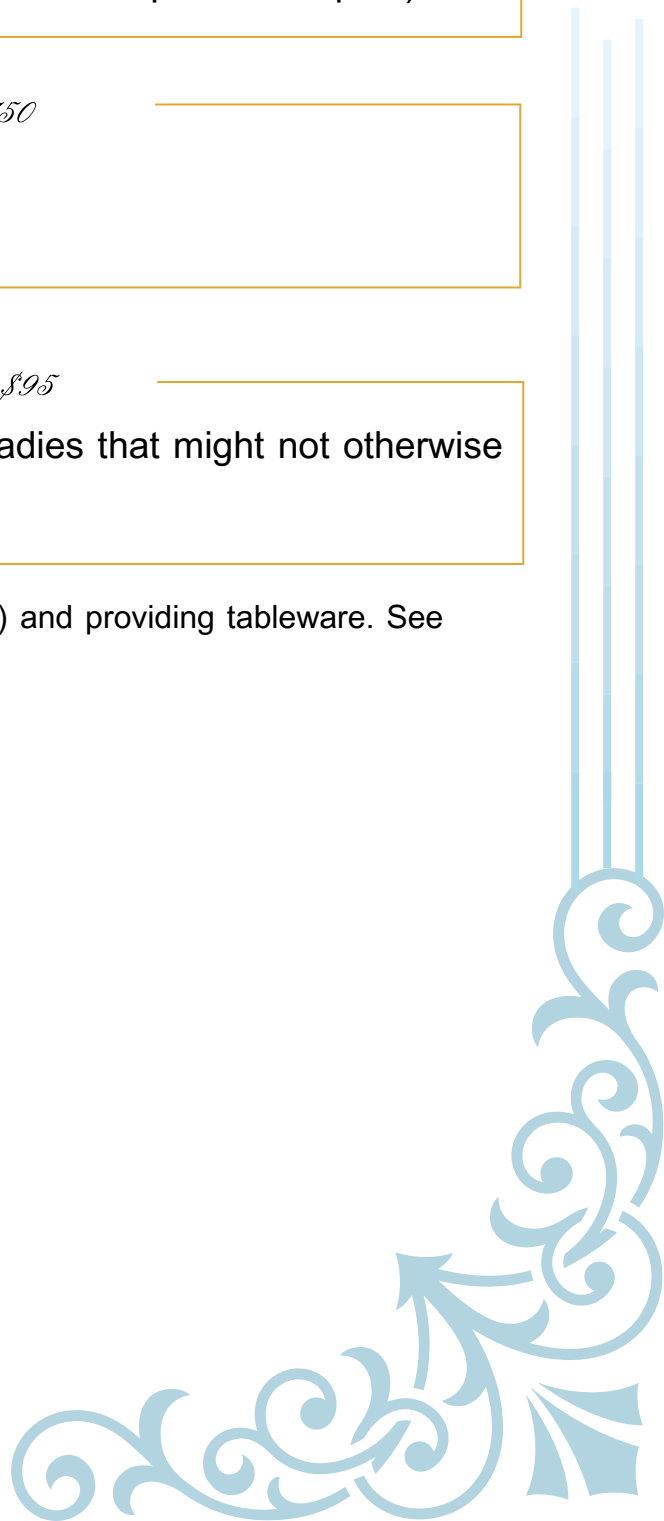 50
$95
adies that might not otherwise
) and providing tableware. See